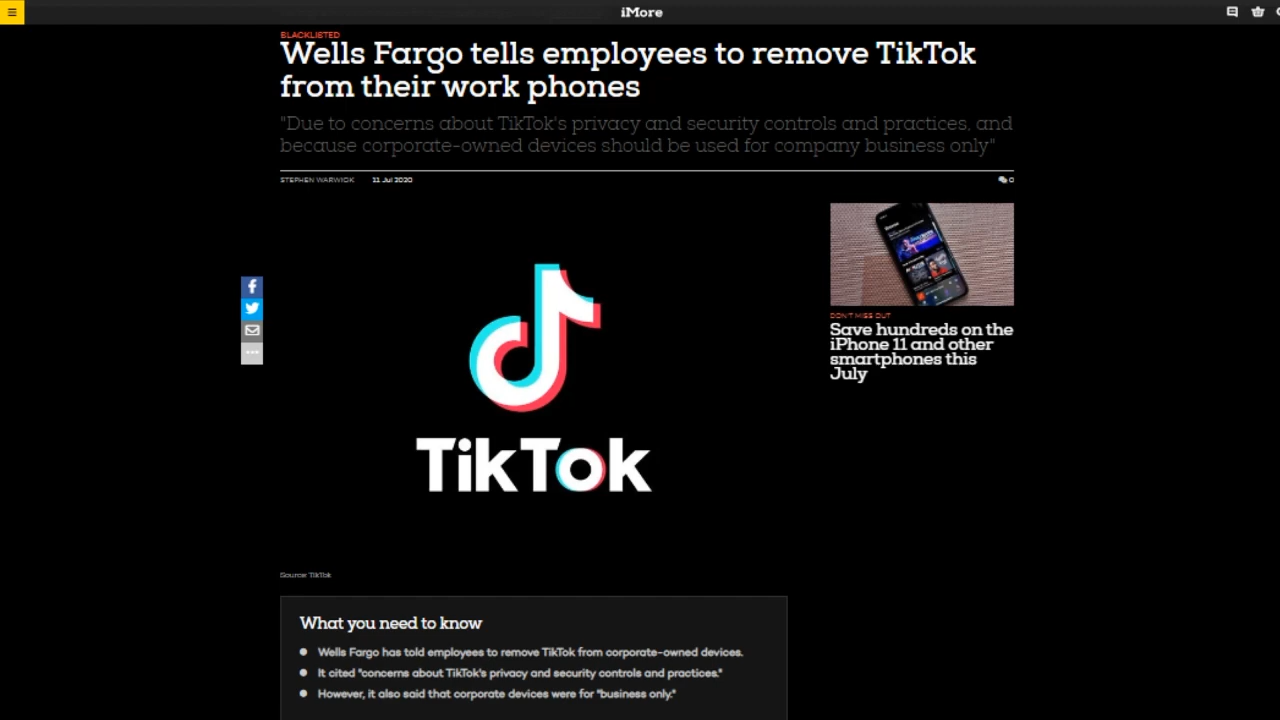 iMore
BLACKLISTED
Wells Fargo tells employees to remove TikTok
from their work phones
"Due to concerns about TikTok's privacy and security controls and practices, and
because corporate-owned devices should be used for company business only"
STEPHEN WARWICK 11 Jul 2020 0
DON'T MISS OUT
Save hundreds on the
iPhone 11 and other
smartphones this
July
TikTok
Source: TikTok
What you need to know
Wells Fargo has told employees to remove TikTok from corporate-owned devices.
It cited "concerns about TikTok's privacy and security controls and practices."
However, it also said that corporate devices were for "business only."